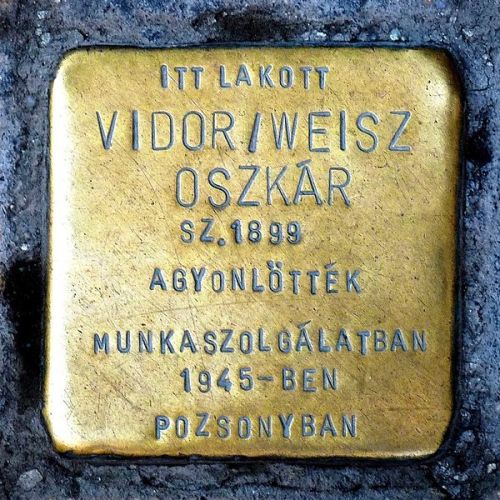 ITT LAKOTT
VIDOR/WEISZ
OSZKÁR
SZ.1899
AGYONLÖTTÉK
MUNKASZOLGÁLATBAN
1945-BEN
POZSONYBAN